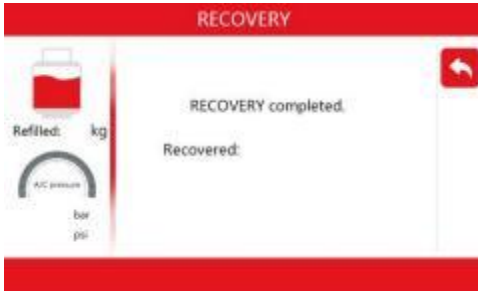 RECOVERY
RECOVERY completed.
Refilled: kg
Recovered:
A/C pressure
bar
psi